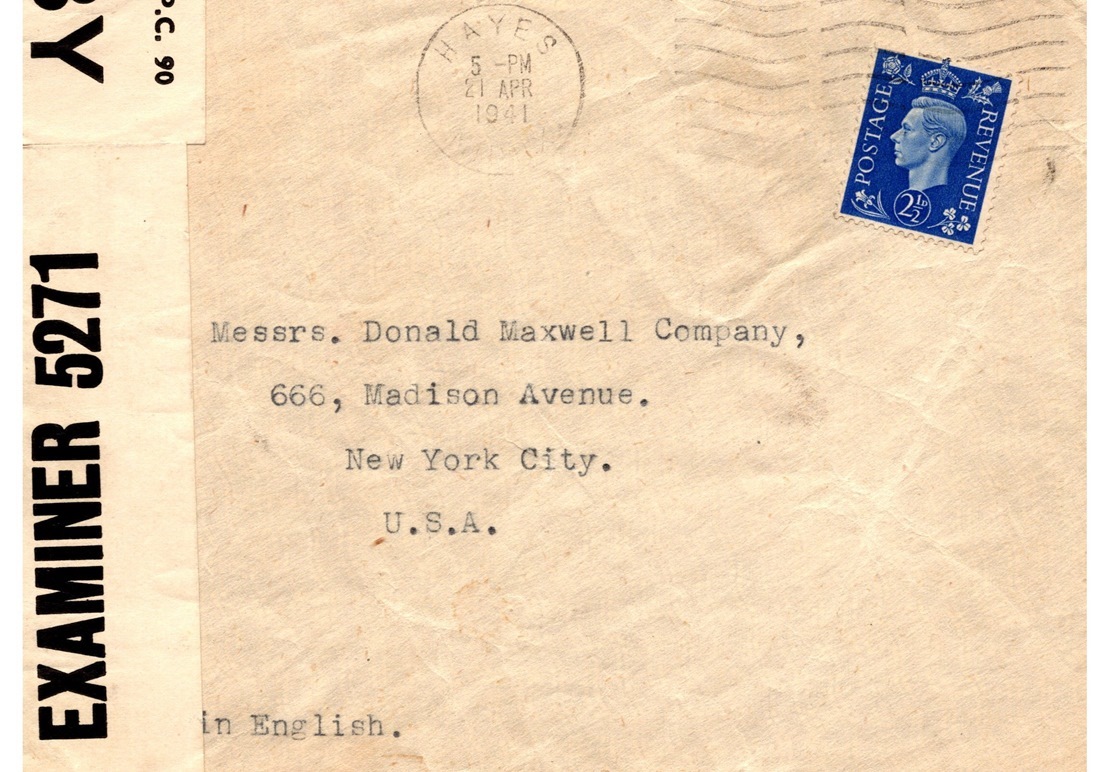 P.C. 90
EXAMINER 5271
HAYES
5 -PM
21 APR
1941
POSTAGE
REVENUE
2½D
Messrs. Donald Maxwell Company,
666, Madison Avenue.
New York City.
U.S.A.
in English.